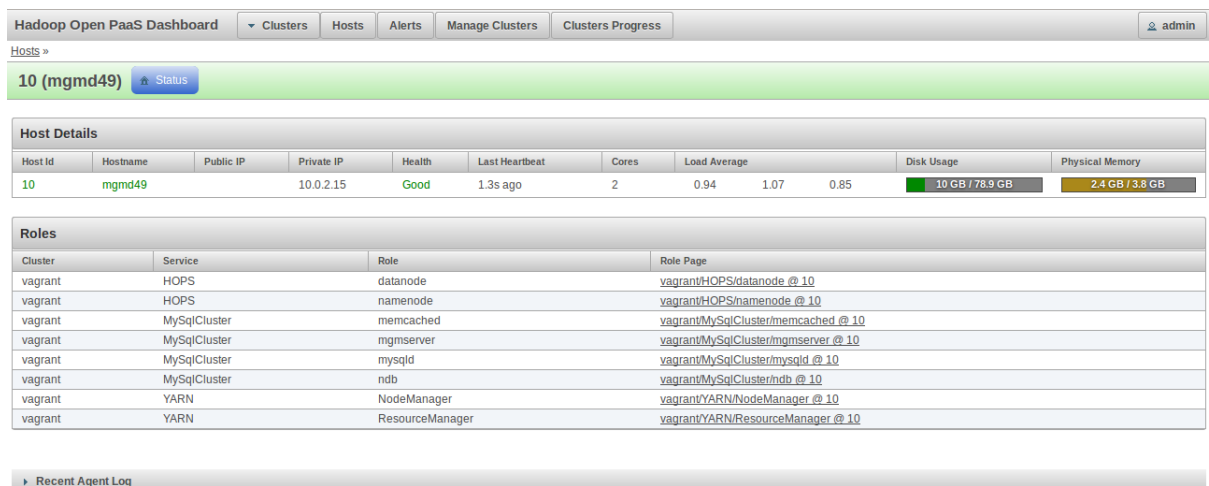 Hadoop Open PaaS Dashboard Clusters Hosts Alerts Manage Clusters Clusters Progress admin
Hosts »
10 (mgmd49) Status
Host Details
Host Id Hostname Public IP Private IP Health Last Heartbeat Cores Load Average Disk Usage Physical Memory
10 mgmd49 10.0.2.15 Good 1.3s ago 2 0.94 1.07 0.85 10 GB / 78.9 GB 2.4 GB / 3.8 GB
Roles
Cluster Service Role Role Page
vagrant HOPS datanode vagrant/HOPS/datanode @ 10
vagrant HOPS namenode vagrant/HOPS/namenode @ 10
vagrant MySqlCluster memcached vagrant/MySqlCluster/memcached @ 10
vagrant MySqlCluster mgmserver vagrant/MySqlCluster/mgmserver @ 10
vagrant MySqlCluster mysqld vagrant/MySqlCluster/mysqld @ 10
vagrant MySqlCluster ndb vagrant/MySqlCluster/ndb @ 10
vagrant YARN NodeManager vagrant/YARN/NodeManager @ 10
vagrant YARN ResourceManager vagrant/YARN/ResourceManager @ 10
Recent Agent Log